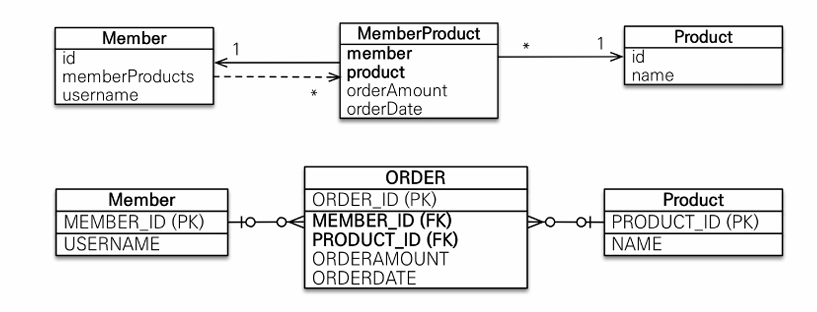 Member
id
memberProducts
username
1
*
MemberProduct
member
product
orderAmount
orderDate
*
1
Product
id
name
Member
MEMBER_ID (PK)
USERNAME
ORDER
ORDER_ID (PK)
MEMBER_ID (FK)
PRODUCT_ID (FK)
ORDERAMOUNT
ORDERDATE
Product
PRODUCT_ID (PK)
NAME